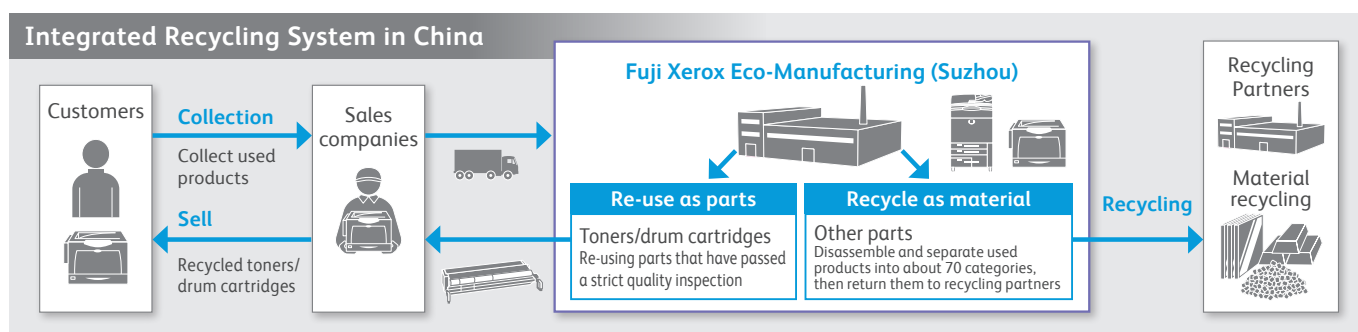 Integrated Recycling System in China
Customers
Collection
Collect used
products
Sell
Recycled toners/
drum cartridges
Sales
companies
Fuji Xerox Eco-Manufacturing (Suzhou)
Re-use as parts
Toners/drum cartridges
Re-using parts that have passed
a strict quality inspection
Recycle as material
Other parts
Disassemble and separate used
products into about 70 categories,
then return them to recycling partners
Recycling
Recycling
Partners
Material
recycling